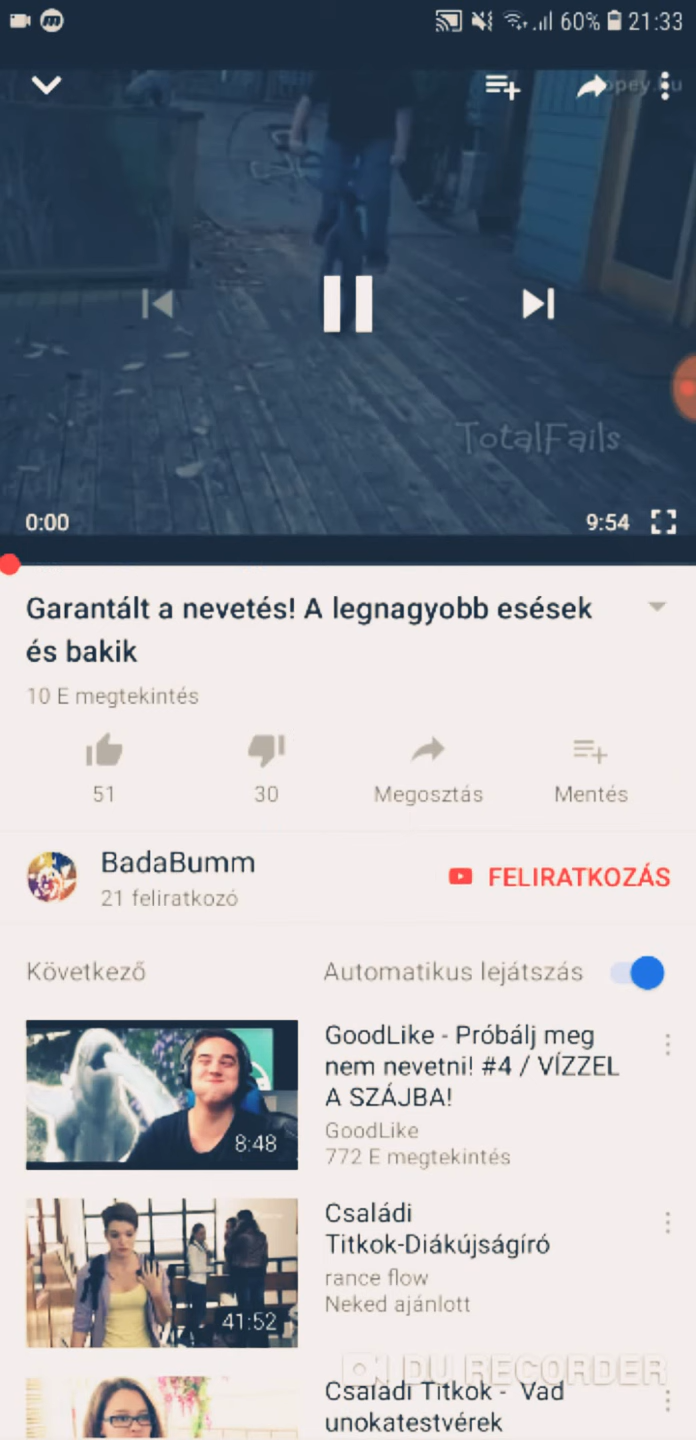 60% 21:33
TotalFails
0:00
9:54
Garantált a nevetés! A legnagyobb esések
és bakik
10 E megtekintés
51
30
Megosztás
Mentés
BadaBumm
21 feliratkozó
FELIRATKOZÁS
Következő
Automatikus lejátszás
8:48
GoodLike - Próbálj meg
nem nevetni! #4 / VÍZZEL
A SZÁJBA!
GoodLike
772 E megtekintés
41:52
Családi
Titkok-Diákújságíró
rance flow
Neked ajánlott
DU RECORDER
Családi Titkok - Vad
unokatestvérek